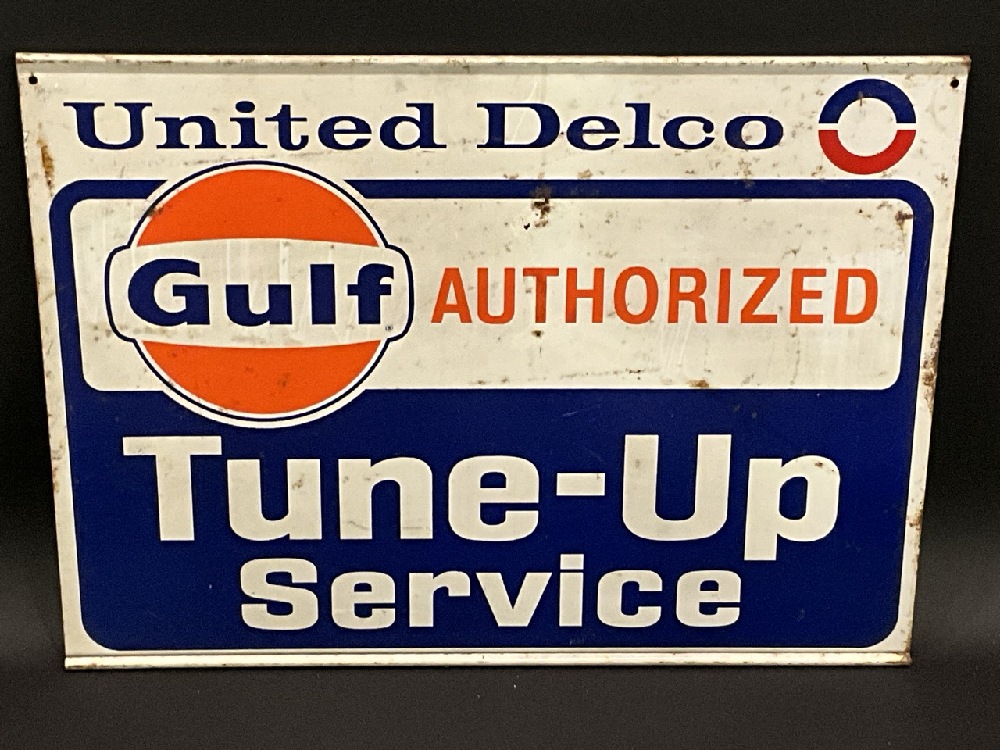 United Delco
Gulf AUTHORIZED
Tune-Up
Service